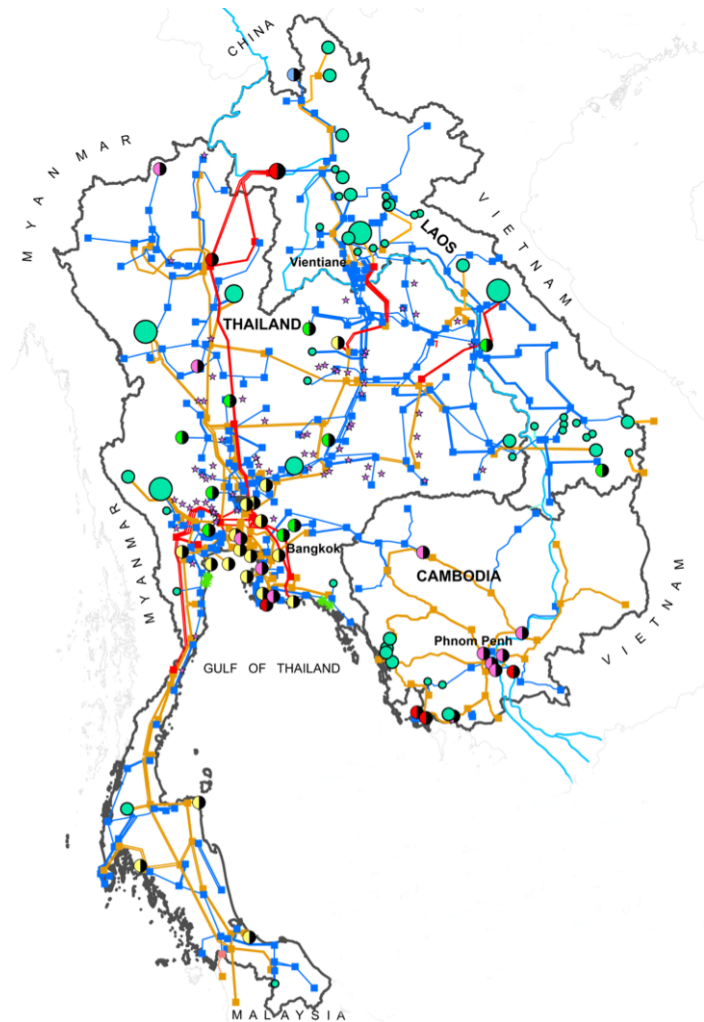 CHINA
MYANMAR
VIETNAM
LAOS
Vientiane
THAILAND
MYANMAR
Bangkok
CAMBODIA
VIETNAM
Phnom Penh
GULF OF THAILAND
MALAYSIA